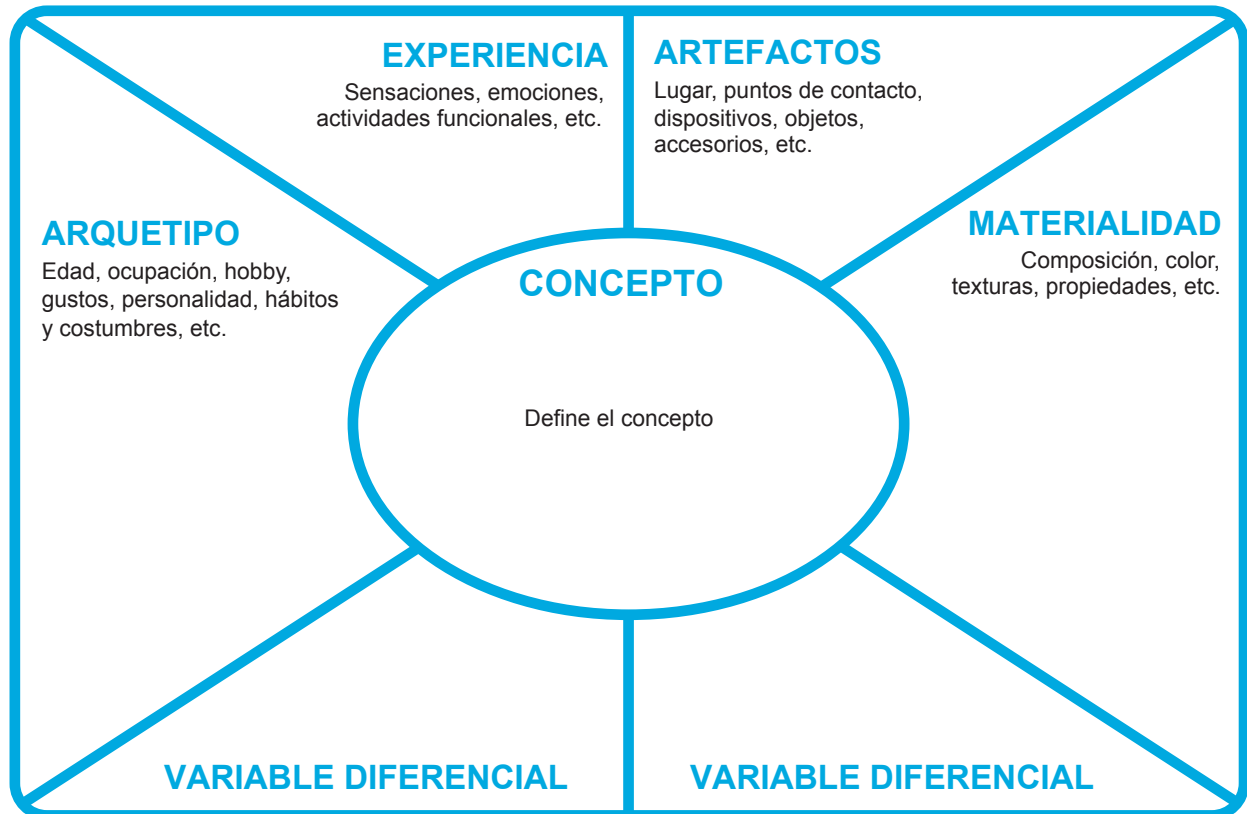 EXPERIENCIA
Sensaciones, emociones,
actividades funcionales, etc.
ARTEFACTOS
Lugar, puntos de contacto,
dispositivos, objetos,
accesorios, etc.
ARQUETIPO
Edad, ocupación, hobby,
gustos, personalidad, hábitos
y costumbres, etc.
CONCEPTO
Define el concepto
MATERIALIDAD
Composición, color,
texturas, propiedades, etc.
VARIABLE DIFERENCIAL
VARIABLE DIFERENCIAL